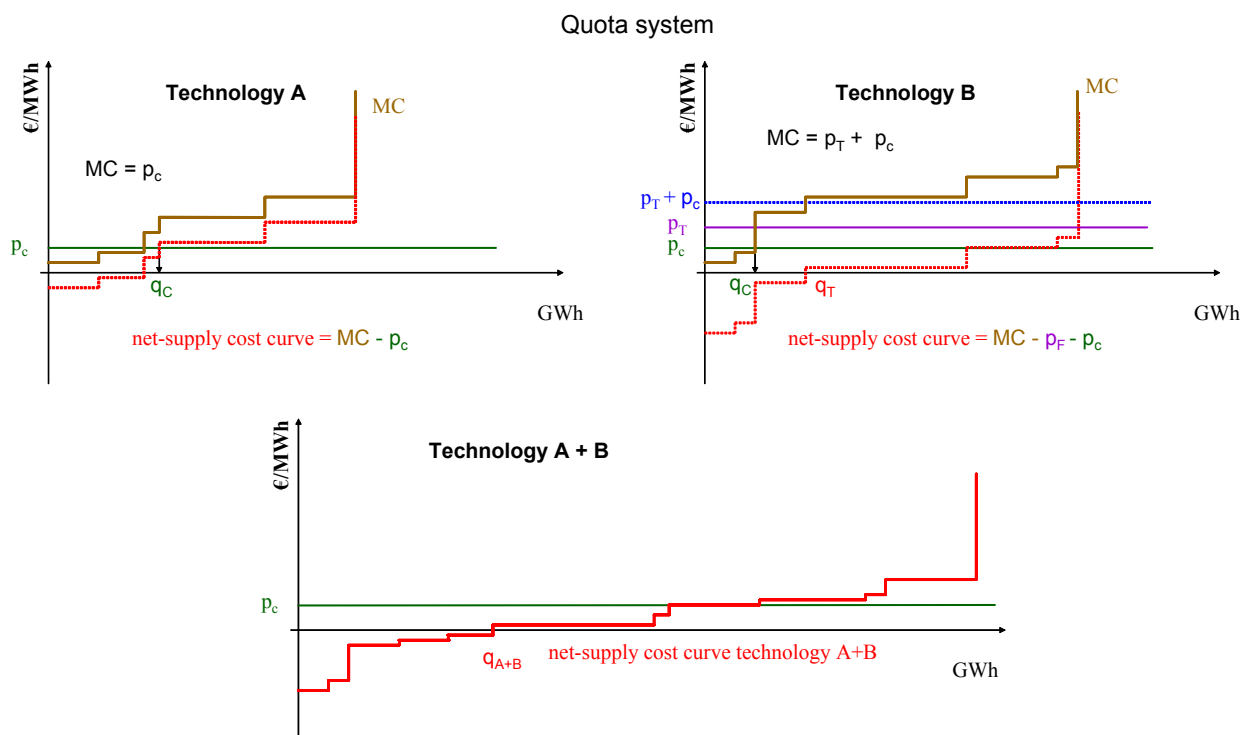 Quota system
€/MWh
Technology A
MC
MC = pc
pc
qC
GWh
net-supply cost curve = MC - pc
€/MWh
Technology B
MC
MC = pT + pc
pT + pc
pT
pc
qC
qT
GWh
net-supply cost curve = MC - pF - pc
€/MWh
Technology A + B
pc
qA+B
net-supply cost curve technology A+B
GWh